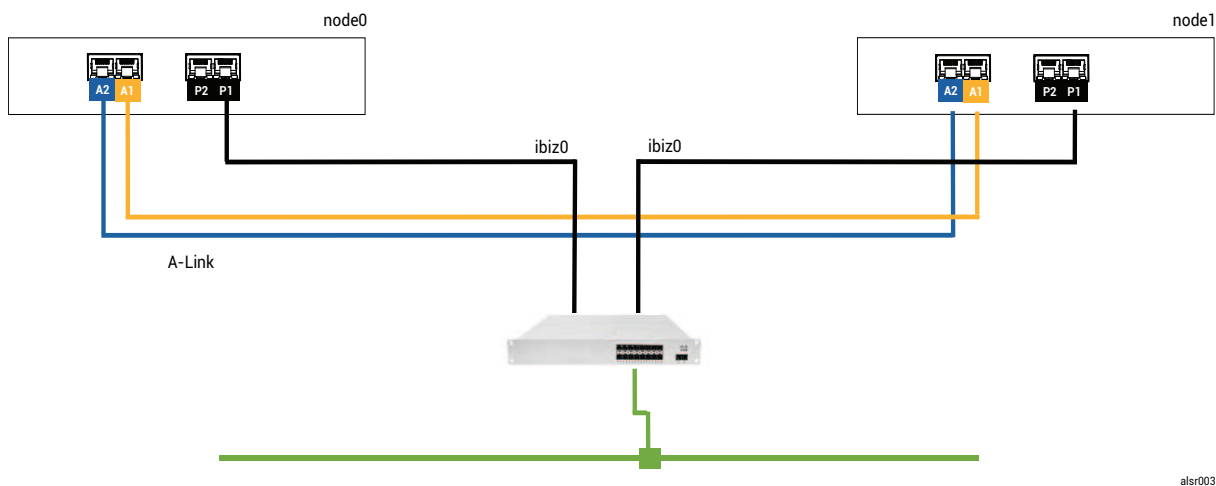 node0
node1
A2 A1 P2 P1
A2 A1 P2 P1
ibiz0
ibiz0
A-Link
alsr003